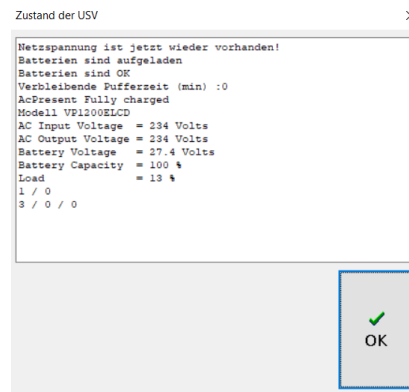 Zustand der USV
Netzspannung ist jetzt wieder vorhanden!
Batterien sind aufgeladen
Batterien sind OK
Verbleibende Pufferzeit (min) :0
AcPresent Fully charged
Modell VP1200ELCD
AC Input Voltage = 234 Volts
AC Output Voltage = 234 Volts
Battery Voltage = 27.4 Volts
Battery Capacity = 100 %
Load = 13 %
1 / 0
3 / 0 / 0
OK